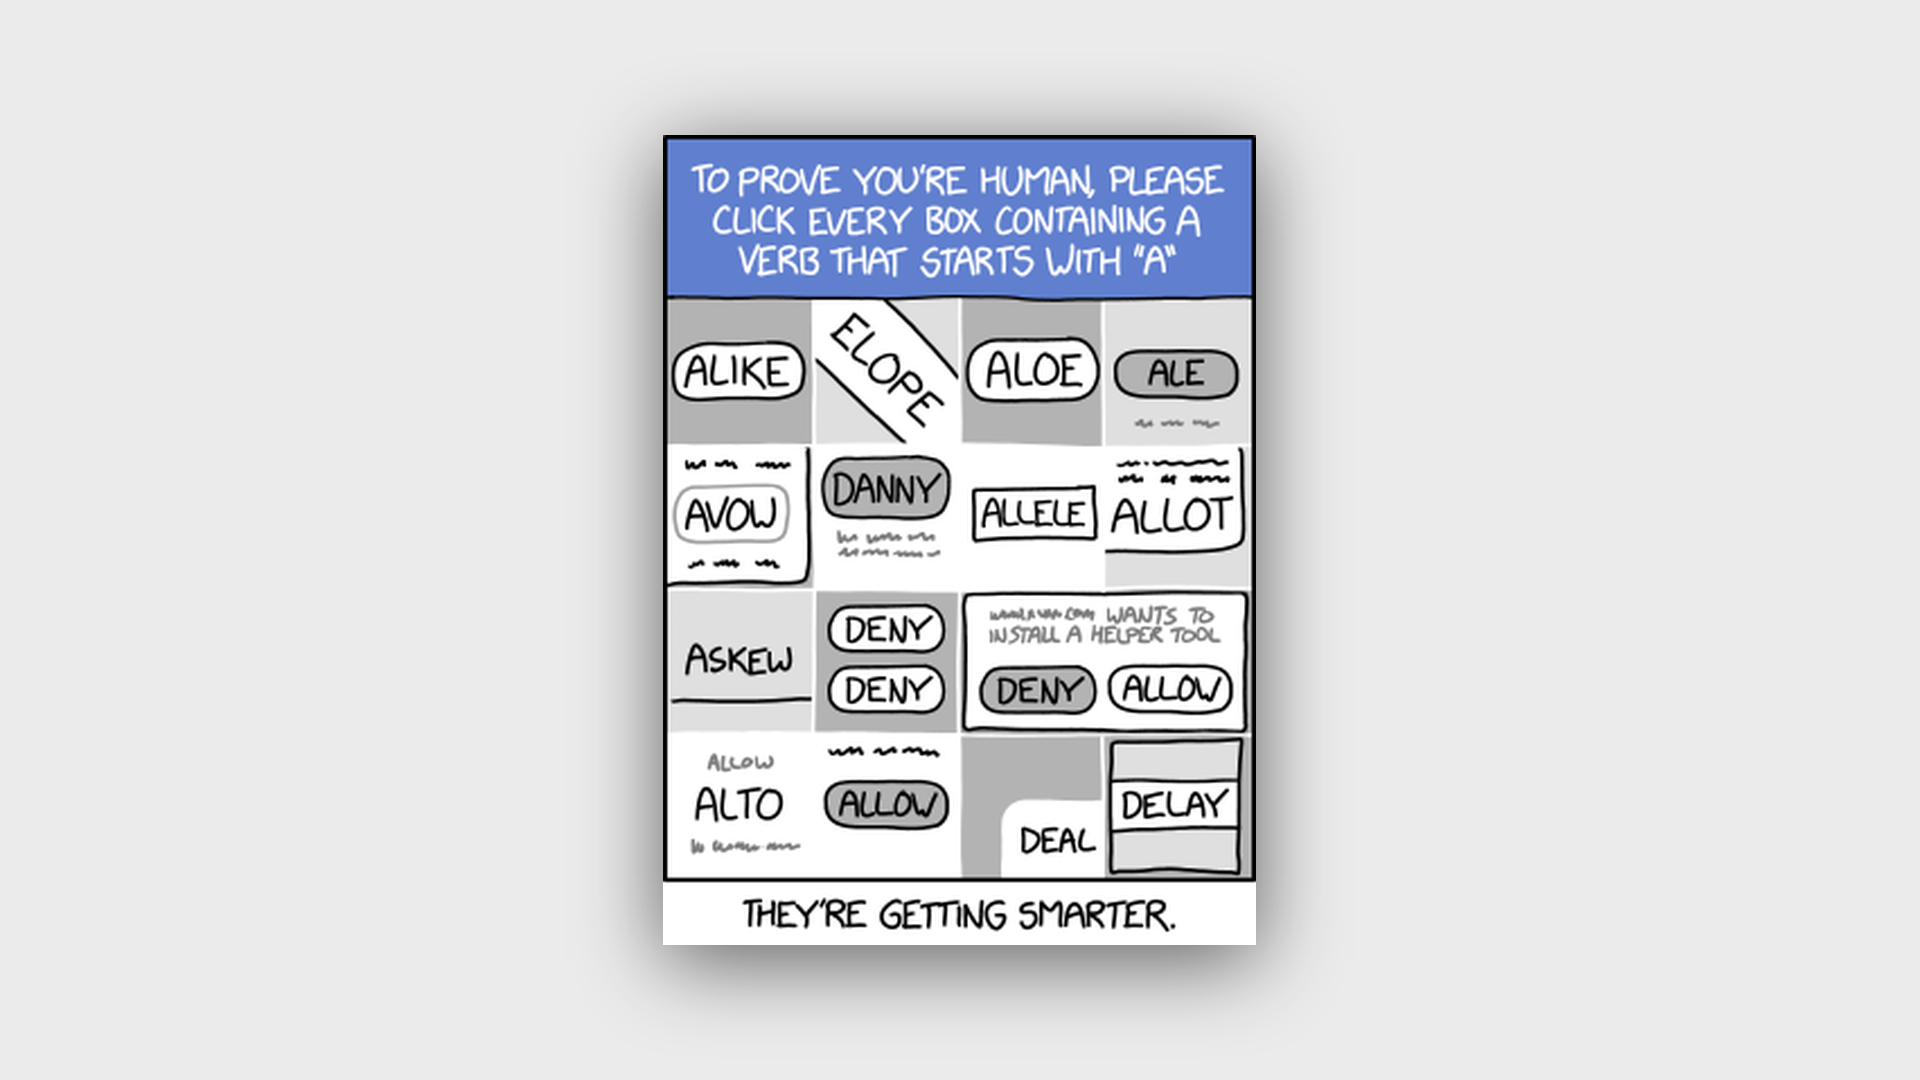 TO PROVE YOU'RE HUMAN, PLEASE
CLICK EVERY BOX CONTAINING A
VERB THAT STARTS WITH "A"
ALIKE
ELOPE
ALOE
ALE
AVOW
DANNY
ALLELE
ALLOT
ASKEW
DENY
DENY
WANTS TO
INSTALL A HELPER TOOL
DENY
ALLOW
ALLOW
ALTO
ALLOW
DEAL
DELAY
THEY'RE GETTING SMARTER.